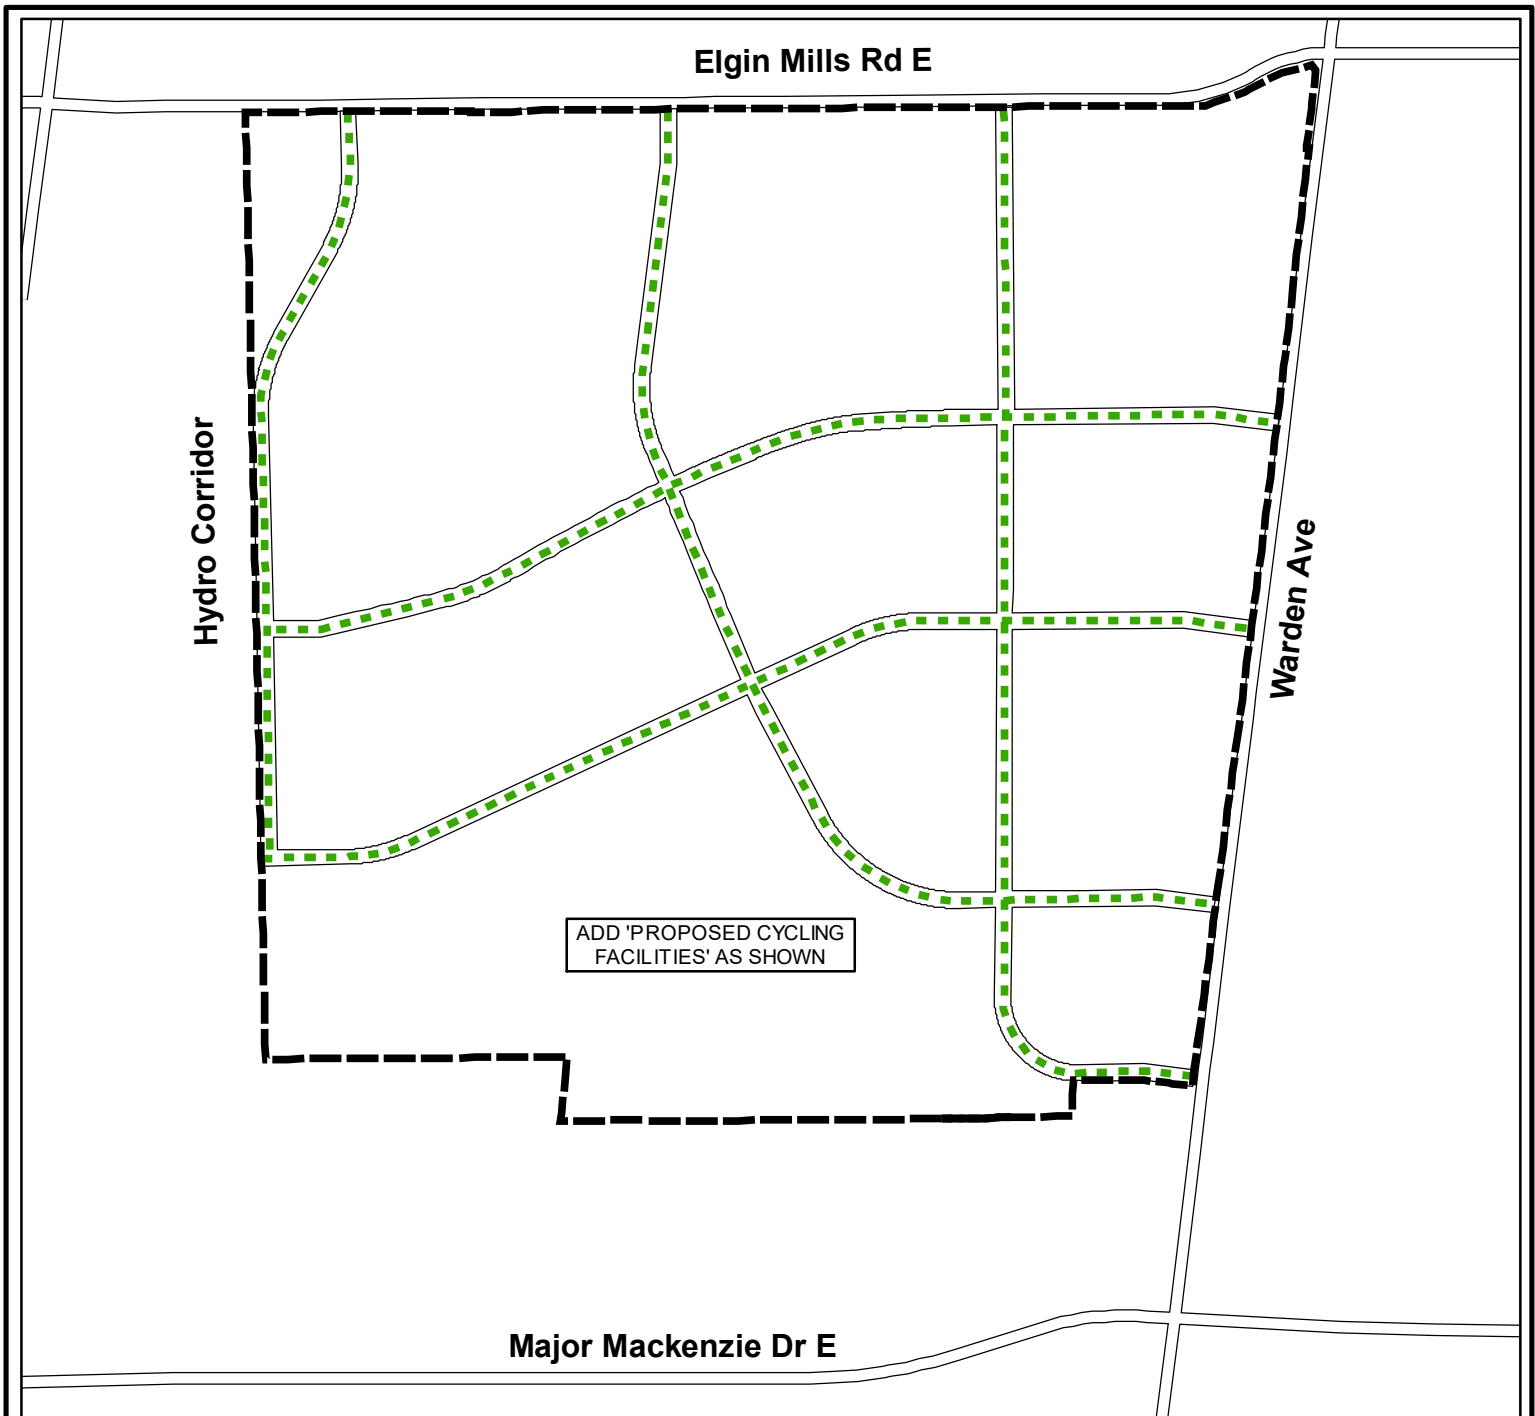 Elgin Mills Rd E
Hydro Corridor
Warden Ave
ADD 'PROPOSED CYCLING
FACILITIES' AS SHOWN
Major Mackenzie Dr E